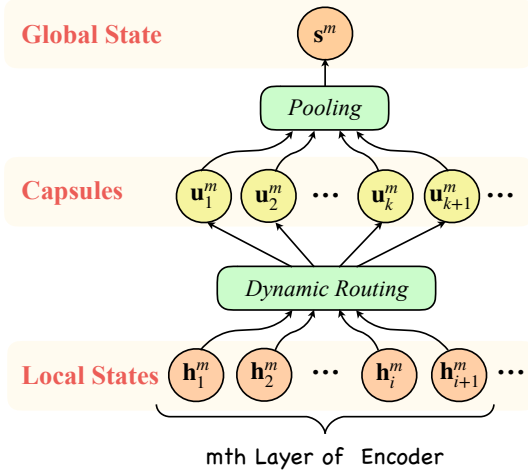 Global State s^m
Pooling
Capsules u_1^m u_2^m ··· u_k^m u_{k+1}^m ···
Dynamic Routing
Local States h_1^m h_2^m ··· h_i^m h_{i+1}^m ···
mth Layer of Encoder